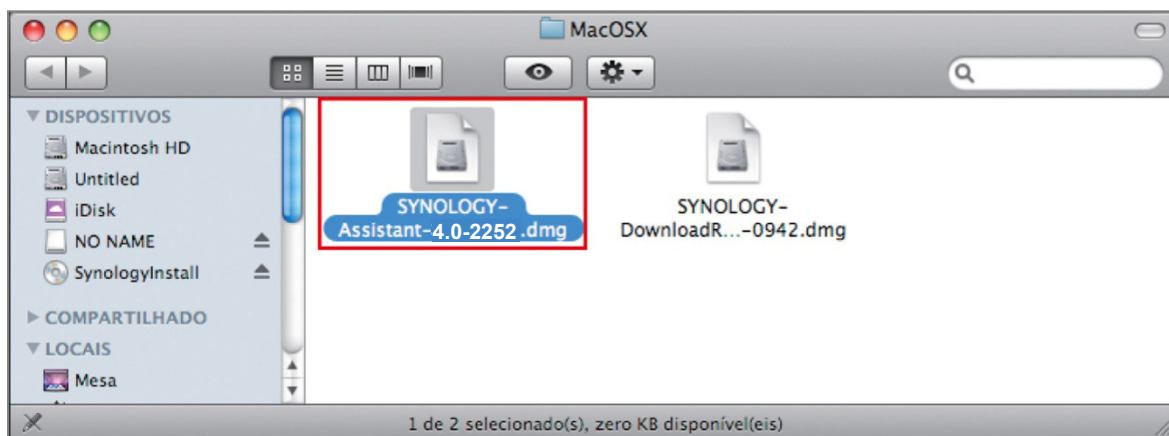 MacOSX
DISPOSITIVOS
Macintosh HD
Untitled
iDisk
NO NAME
SynologyInstall
COMPARTILHADO
LOCAIS
Mesa
SYNOLOGY-
Assistant-4.0-2252.dmg
SYNOLOGY-
DownloadR...-0942.dmg
1 de 2 selecionado(s), zero KB disponível(eis)